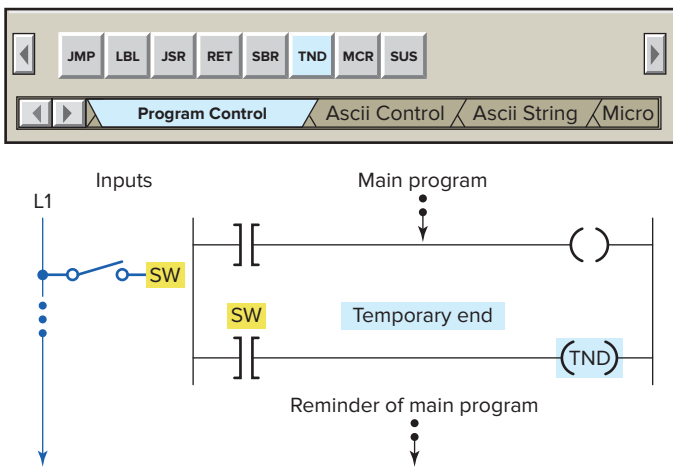 JMP LBL JSR RET SBR TND MCR SUS
Program Control Ascii Control Ascii String Micro
Inputs Main program
L1
SW
SW Temporary end
TND
Reminder of main program